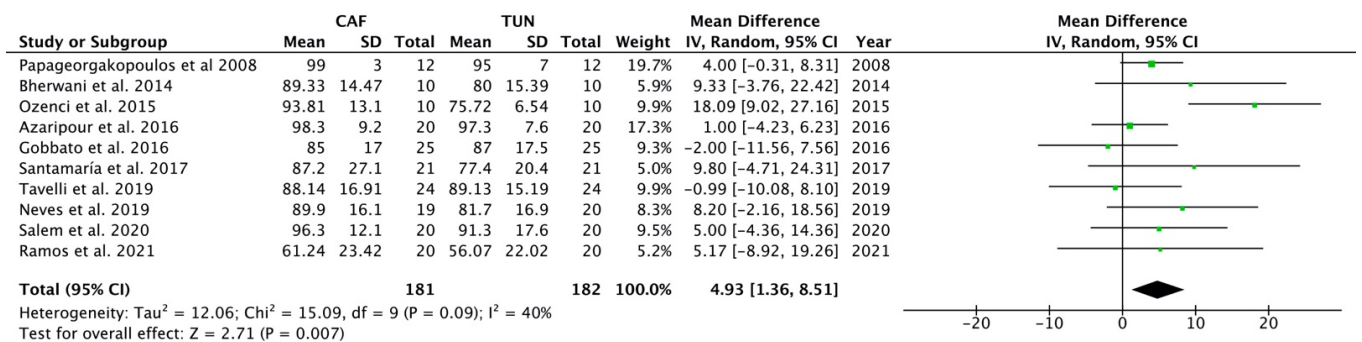 CAF TUN Mean Difference Mean Difference
Study or Subgroup Mean SD Total Mean SD Total Weight IV, Random, 95% CI Year IV, Random, 95% CI
Papageorgakopoulos et al 2008 99 3 12 95 7 12 19.7% 4.00 [-0.31, 8.31] 2008
Bherwani et al. 2014 89.33 14.47 10 80 15.39 10 5.9% 9.33 [-3.76, 22.42] 2014
Ozenci et al. 2015 93.81 13.1 10 75.72 6.54 10 9.9% 18.09 [9.02, 27.16] 2015
Azaripour et al. 2016 98.3 9.2 20 97.3 7.6 20 17.3% 1.00 [-4.23, 6.23] 2016
Gobbato et al. 2016 85 17 25 87 17.5 25 9.3% -2.00 [-11.56, 7.56] 2016
Santamaría et al. 2017 87.2 27.1 21 77.4 20.4 21 5.0% 9.80 [-4.71, 24.31] 2017
Tavelli et al. 2019 88.14 16.91 24 89.13 15.19 24 9.9% -0.99 [-10.08, 8.10] 2019
Neves et al. 2019 89.9 16.1 19 81.7 16.9 20 8.3% 8.20 [-2.16, 18.56] 2019
Salem et al. 2020 96.3 12.1 20 91.3 17.6 20 9.5% 5.00 [-4.36, 14.36] 2020
Ramos et al. 2021 61.24 23.42 20 56.07 22.02 20 5.2% 5.17 [-8.92, 19.26] 2021
Total (95% CI) 181 182 100.0% 4.93 [1.36, 8.51]
Heterogeneity: Tau² = 12.06; Chi² = 15.09, df = 9 (P = 0.09); I² = 40%
Test for overall effect: Z = 2.71 (P = 0.007)
-20 -10 0 10 20